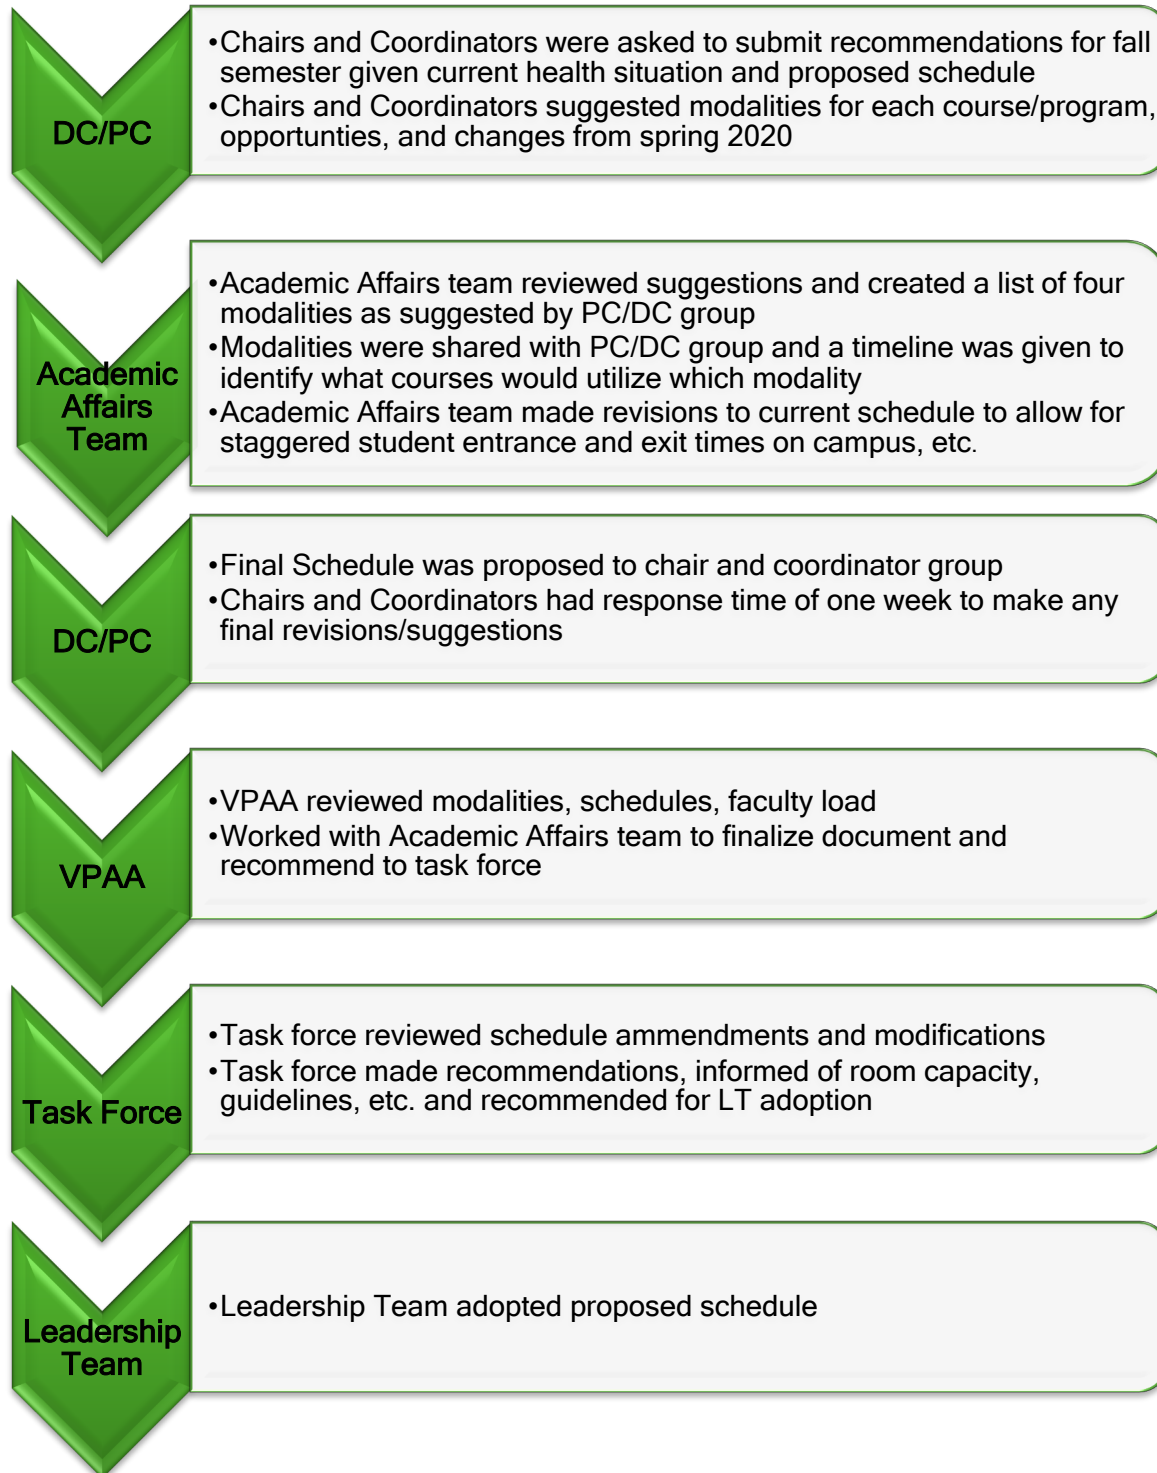 DC/PC
•Chairs and Coordinators were asked to submit recommendations for fall
semester given current health situation and proposed schedule
•Chairs and Coordinators suggested modalities for each course/program,
opportunties, and changes from spring 2020
Academic
Affairs
Team
•Academic Affairs team reviewed suggestions and created a list of four
modalities as suggested by PC/DC group
•Modalities were shared with PC/DC group and a timeline was given to
identify what courses would utilize which modality
•Academic Affairs team made revisions to current schedule to allow for
staggered student entrance and exit times on campus, etc.
DC/PC
•Final Schedule was proposed to chair and coordinator group
•Chairs and Coordinators had response time of one week to make any
final revisions/suggestions
VPAA
•VPAA reviewed modalities, schedules, faculty load
•Worked with Academic Affairs team to finalize document and
recommend to task force
Task Force
•Task force reviewed schedule ammendments and modifications
•Task force made recommendations, informed of room capacity,
guidelines, etc. and recommended for LT adoption
Leadership
Team
•Leadership Team adopted proposed schedule